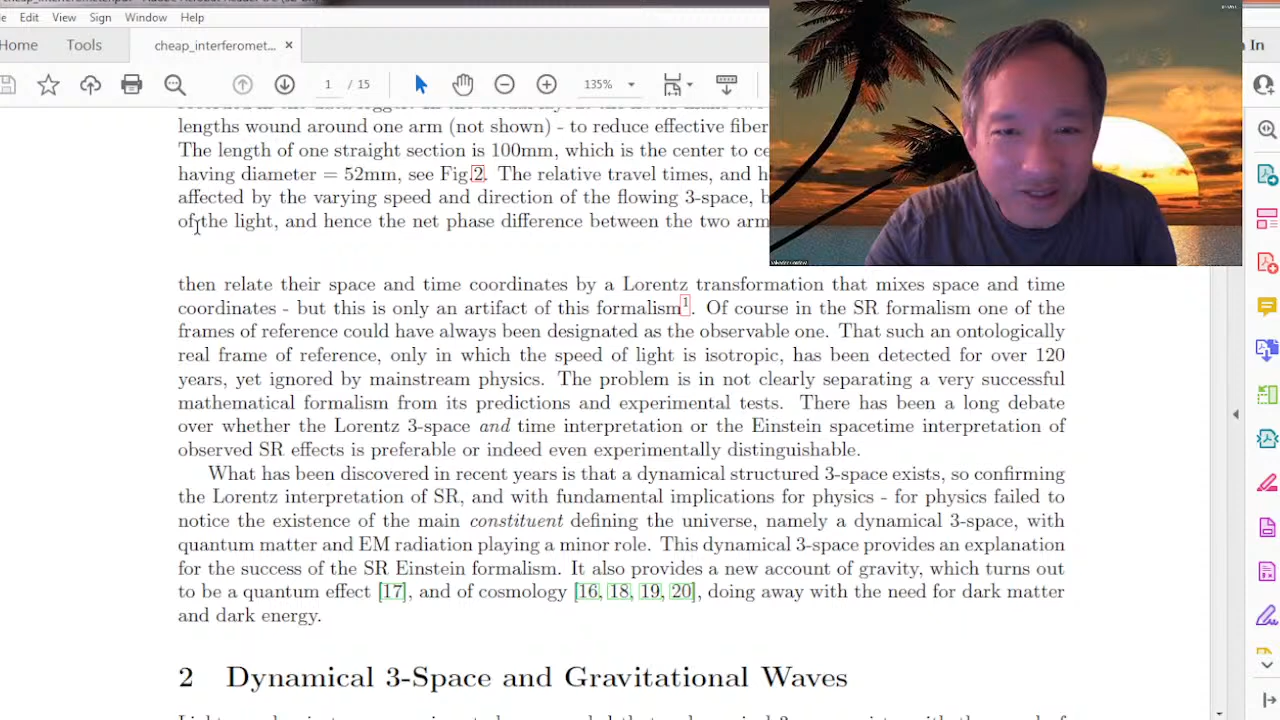 File Edit View Sign Window Help
Home Tools cheap_interferomet... × In
1 / 15 135%
lengths wound around one arm (not shown) - to reduce effective fiber
The length of one straight section is 100mm, which is the center to ce
having diameter = 52mm, see Fig.2. The relative travel times, and h
affected by the varying speed and direction of the flowing 3-space, b
of the light, and hence the net phase difference between the two arm
then relate their space and time coordinates by a Lorentz transformation that mixes space and time
coordinates - but this is only an artifact of this formalism1. Of course in the SR formalism one of the
frames of reference could have always been designated as the observable one. That such an ontologically
real frame of reference, only in which the speed of light is isotropic, has been detected for over 120
years, yet ignored by mainstream physics. The problem is in not clearly separating a very successful
mathematical formalism from its predictions and experimental tests. There has been a long debate
over whether the Lorentz 3-space and time interpretation or the Einstein spacetime interpretation of
observed SR effects is preferable or indeed even experimentally distinguishable.
What has been discovered in recent years is that a dynamical structured 3-space exists, so confirming
the Lorentz interpretation of SR, and with fundamental implications for physics - for physics failed to
notice the existence of the main constituent defining the universe, namely a dynamical 3-space, with
quantum matter and EM radiation playing a minor role. This dynamical 3-space provides an explanation
for the success of the SR Einstein formalism. It also provides a new account of gravity, which turns out
to be a quantum effect [17], and of cosmology [16, 18, 19, 20], doing away with the need for dark matter
and dark energy.
2 Dynamical 3-Space and Gravitational Waves